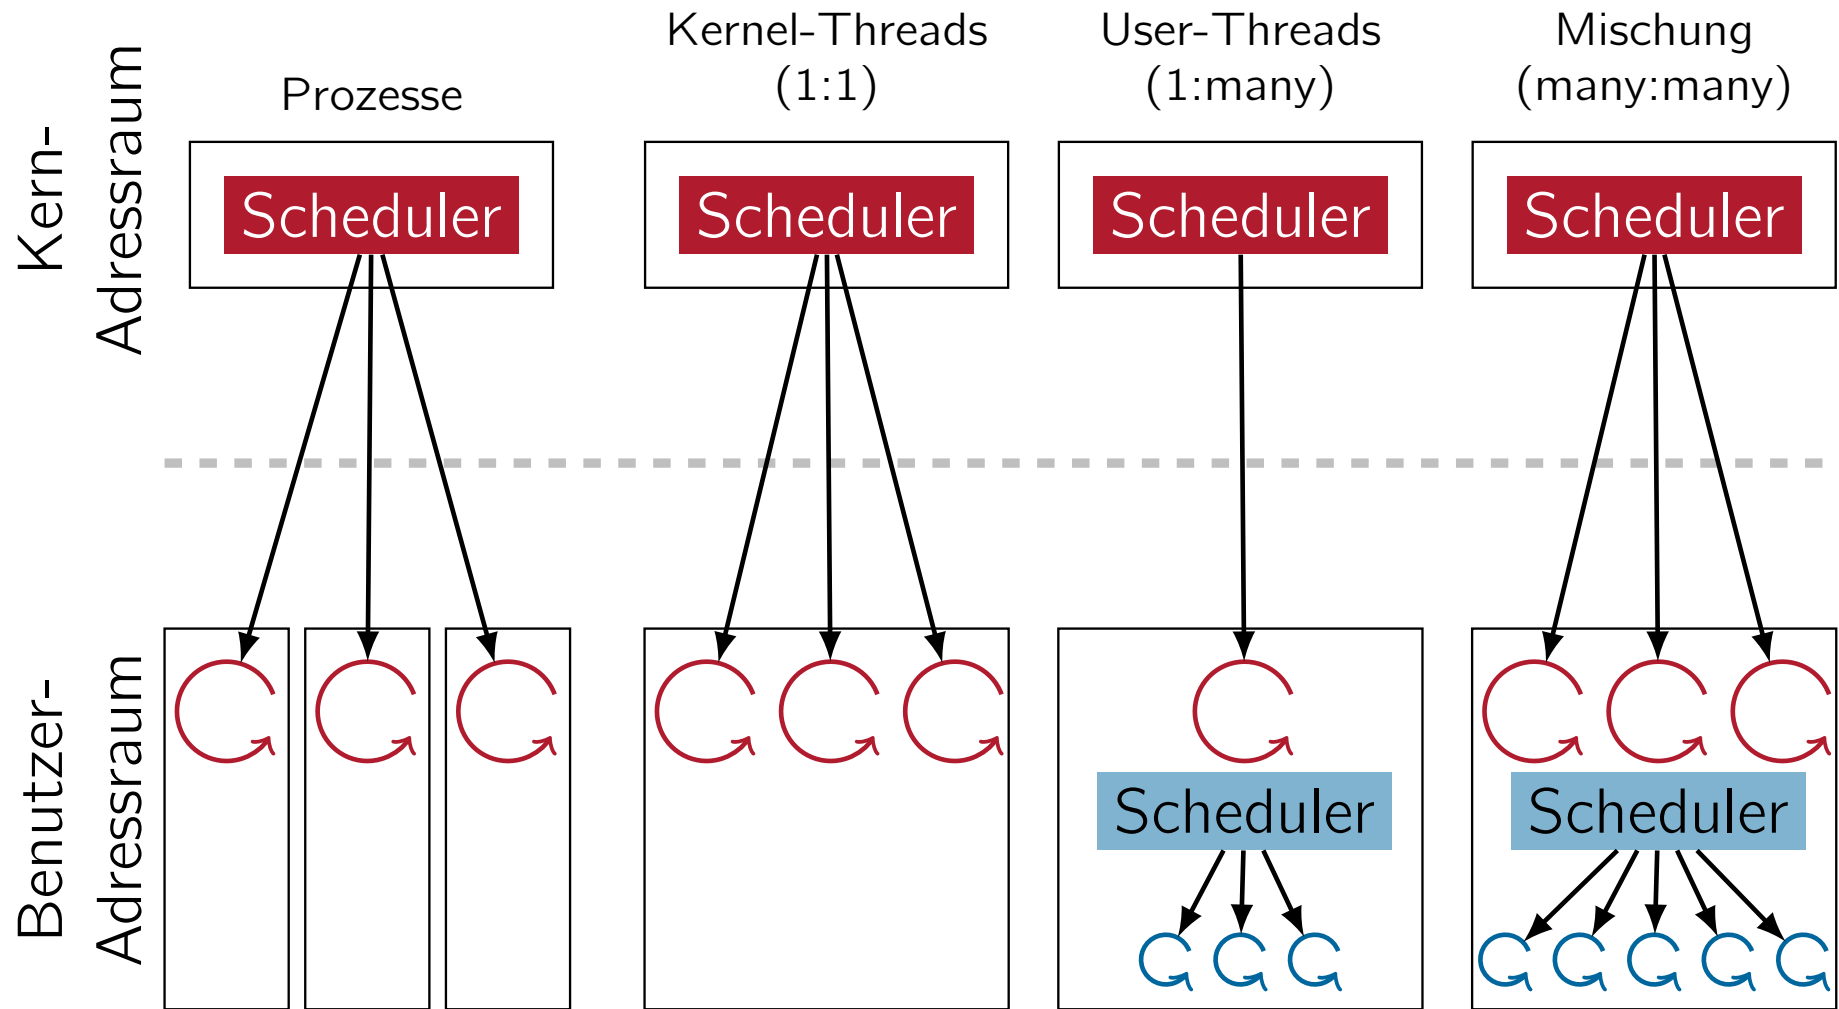 Kern-
Adressraum
Prozesse
Kernel-Threads
(1:1)
User-Threads
(1:many)
Mischung
(many:many)
Scheduler
Scheduler
Scheduler
Scheduler
Benutzer-
Adressraum
Scheduler
Scheduler